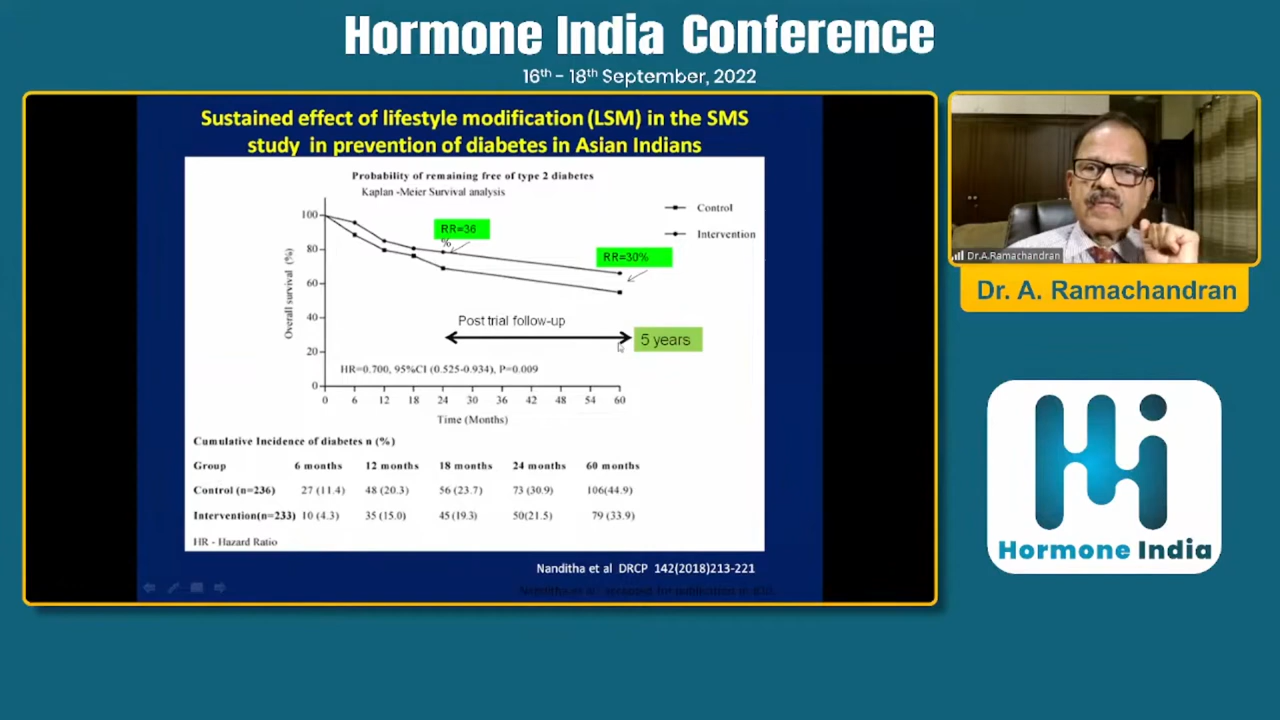 Hormone India Conference
16th - 18th September, 2022
Sustained effect of lifestyle modification (LSM) in the SMS
study in prevention of diabetes in Asian Indians
Probability of remaining free of type 2 diabetes
Kaplan -Meier Survival analysis
Control
Intervention
RR=36
%
RR=30%
Overall survival (%)
100
80
60
40
20
0
Post trial follow-up
5 years
HR=0.700, 95%CI (0.525-0.934), P=0.009
0 6 12 18 24 30 36 42 48 54 60
Time (Months)
Cumulative Incidence of diabetes n (%)
Group 6 months 12 months 18 months 24 months 60 months
Control (n=236) 27 (11.4) 48 (20.3) 56 (23.7) 73 (30.9) 106(44.9)
Intervention(n=233) 10 (4.3) 35 (15.0) 45 (19.3) 50(21.5) 79 (33.9)
HR - Hazard Ratio
Nanditha et al DRCP 142(2018)213-221
Dr.A.Ramachandran
Dr. A. Ramachandran
Hormone India